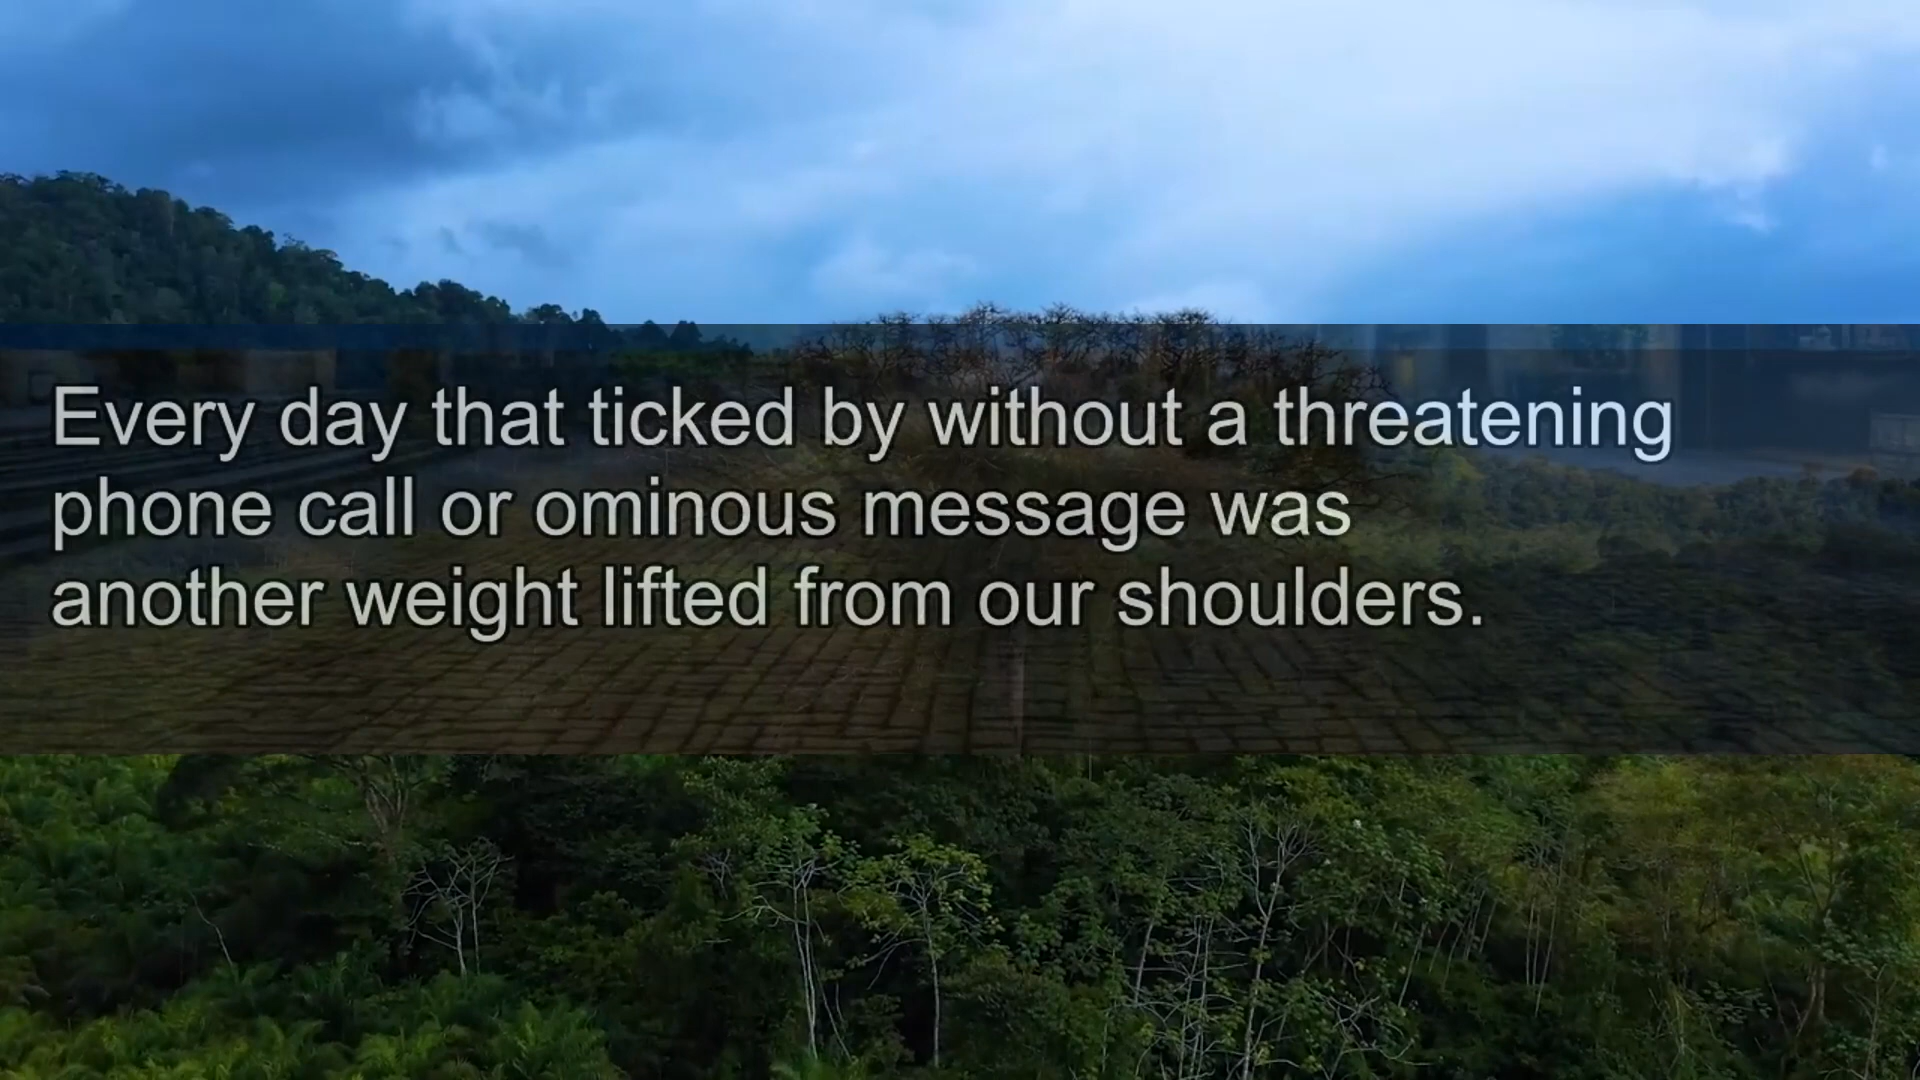 Every day that ticked by without a threatening
phone call or ominous message was
another weight lifted from our shoulders.